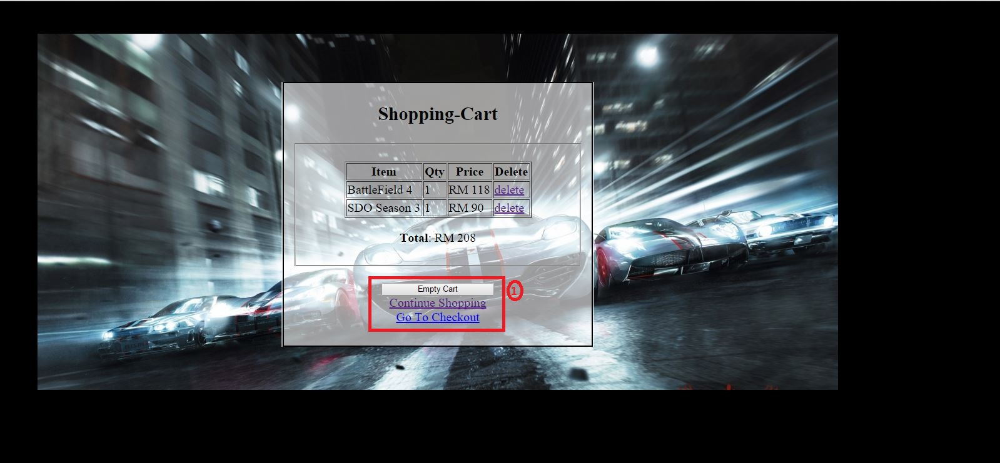 Shopping-Cart
Item Qty Price Delete
BattleField 4 1 RM 118 delete
SDO Season 3 1 RM 90 delete
Total: RM 208
Empty Cart
1
Continue Shopping
Go To Checkout